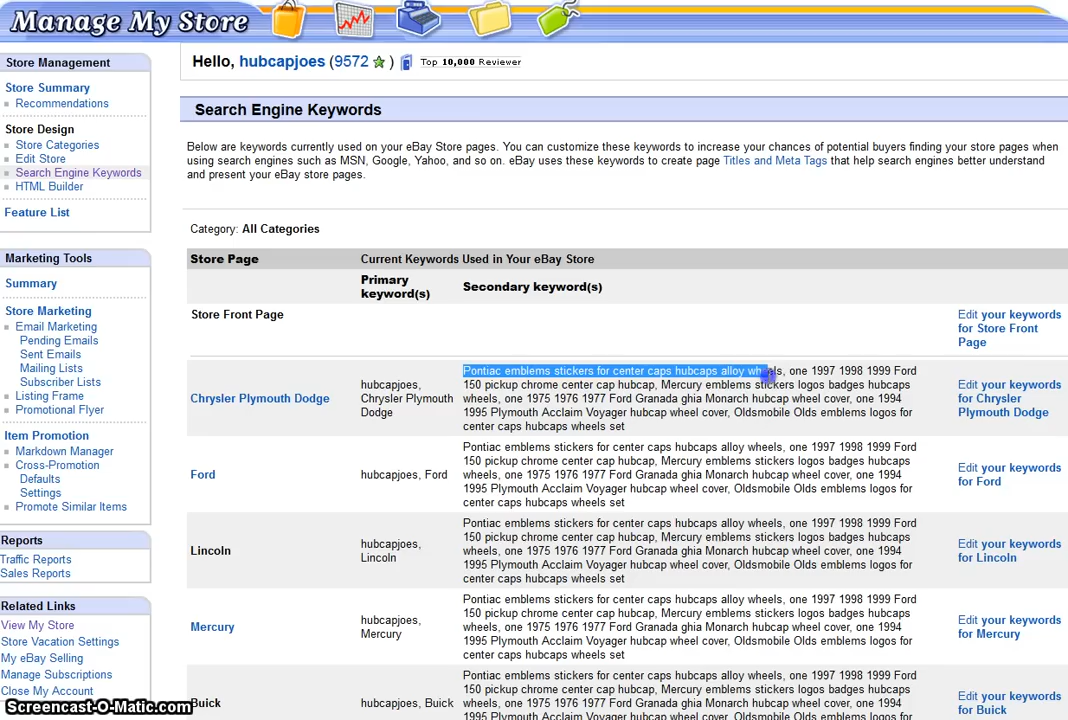 Manage My Store
Store Management
Store Summary
Recommendations
Store Design
Store Categories
Edit Store
Search Engine Keywords
HTML Builder
Feature List
Marketing Tools
Summary
Store Marketing
Email Marketing
Pending Emails
Sent Emails
Mailing Lists
Subscriber Lists
Listing Frame
Promotional Flyer
Item Promotion
Markdown Manager
Cross-Promotion
Defaults
Settings
Promote Similar Items
Reports
Traffic Reports
Sales Reports
Related Links
View My Store
Store Vacation Settings
My eBay Selling
Manage Subscriptions
Close My Account
Screencast-O-Matic.com
Hello, hubcapjoes (9572 ) Top 10,000 Reviewer
Search Engine Keywords
Below are keywords currently used on your eBay Store pages. You can customize these keywords to increase your chances of potential buyers finding your store pages when
using search engines such as MSN, Google, Yahoo, and so on. eBay uses these keywords to create page Titles and Meta Tags that help search engines better understand
and present your eBay store pages.
Category: All Categories
Store Page Current Keywords Used in Your eBay Store
Primary
keyword(s) Secondary keyword(s)
Store Front Page
Edit your keywords
for Store Front
Page
Chrysler Plymouth Dodge
hubcapjoes,
Chrysler Plymouth
Dodge
Pontiac emblems stickers for center caps hubcaps alloy wheels, one 1997 1998 1999 Ford
150 pickup chrome center cap hubcap, Mercury emblems stickers logos badges hubcaps
wheels, one 1975 1976 1977 Ford Granada ghia Monarch hubcap wheel cover, one 1994
1995 Plymouth Acclaim Voyager hubcap wheel cover, Oldsmobile Olds emblems logos for
center caps hubcaps wheels set
Edit your keywords
for Chrysler
Plymouth Dodge
Ford
hubcapjoes, Ford
Pontiac emblems stickers for center caps hubcaps alloy wheels, one 1997 1998 1999 Ford
150 pickup chrome center cap hubcap, Mercury emblems stickers logos badges hubcaps
wheels, one 1975 1976 1977 Ford Granada ghia Monarch hubcap wheel cover, one 1994
1995 Plymouth Acclaim Voyager hubcap wheel cover, Oldsmobile Olds emblems logos for
center caps hubcaps wheels set
Edit your keywords
for Ford
Lincoln
hubcapjoes,
Lincoln
Pontiac emblems stickers for center caps hubcaps alloy wheels, one 1997 1998 1999 Ford
150 pickup chrome center cap hubcap, Mercury emblems stickers logos badges hubcaps
wheels, one 1975 1976 1977 Ford Granada ghia Monarch hubcap wheel cover, one 1994
1995 Plymouth Acclaim Voyager hubcap wheel cover, Oldsmobile Olds emblems logos for
center caps hubcaps wheels set
Edit your keywords
for Lincoln
Mercury
hubcapjoes,
Mercury
Pontiac emblems stickers for center caps hubcaps alloy wheels, one 1997 1998 1999 Ford
150 pickup chrome center cap hubcap, Mercury emblems stickers logos badges hubcaps
wheels, one 1975 1976 1977 Ford Granada ghia Monarch hubcap wheel cover, one 1994
1995 Plymouth Acclaim Voyager hubcap wheel cover, Oldsmobile Olds emblems logos for
center caps hubcaps wheels set
Edit your keywords
for Mercury
Buick
hubcapjoes, Buick
Pontiac emblems stickers for center caps hubcaps alloy wheels, one 1997 1998 1999 Ford
150 pickup chrome center cap hubcap, Mercury emblems stickers logos badges hubcaps
wheels, one 1975 1976 1977 Ford Granada ghia Monarch hubcap wheel cover, one 1994
Edit your keywords
for Buick